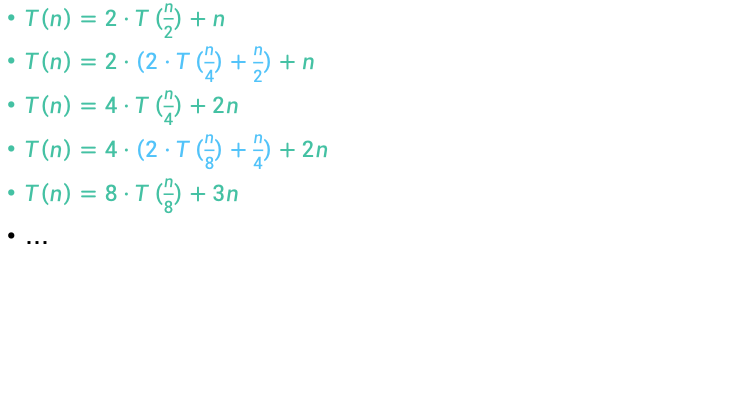 • T(n) = 2 · T (n/2) + n
• T(n) = 2 · (2 · T (n/4) + n/2) + n
• T(n) = 4 · T (n/4) + 2n
• T(n) = 4 · (2 · T (n/8) + n/4) + 2n
• T(n) = 8 · T (n/8) + 3n
• ...